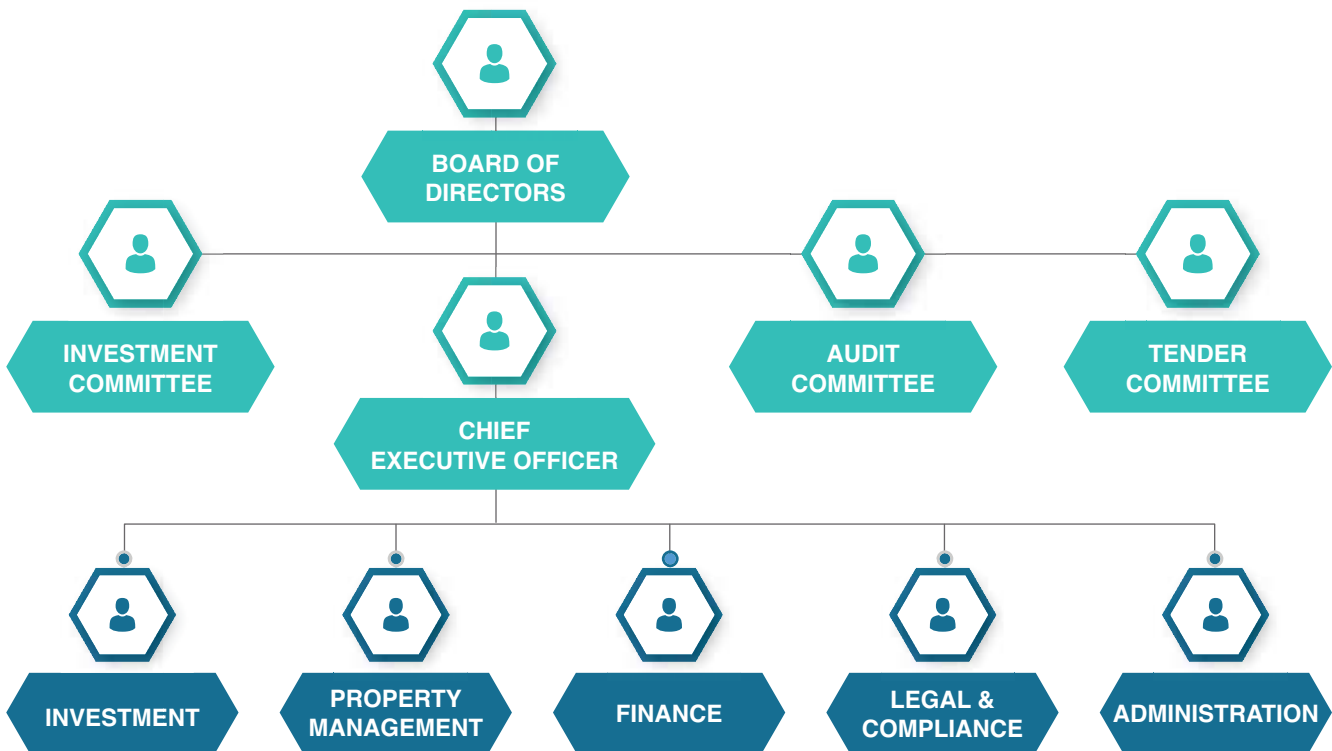 BOARD OF
DIRECTORS
INVESTMENT
COMMITTEE
AUDIT
COMMITTEE
TENDER
COMMITTEE
CHIEF
EXECUTIVE OFFICER
INVESTMENT
PROPERTY
MANAGEMENT
FINANCE
LEGAL &
COMPLIANCE
ADMINISTRATION